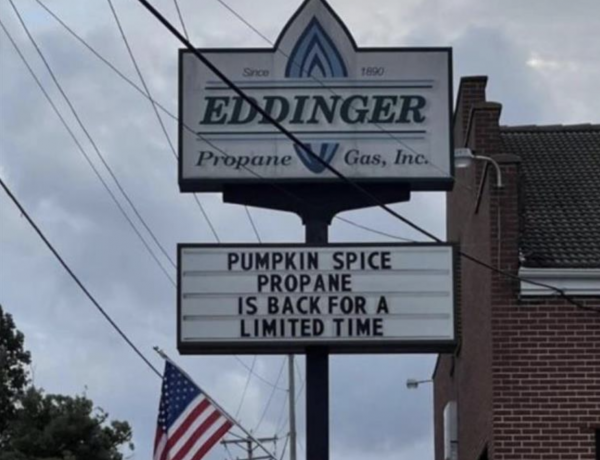 Since 1890
EDDINGER
Propane Gas, Inc.
PUMPKIN SPICE
PROPANE
IS BACK FOR A
LIMITED TIME